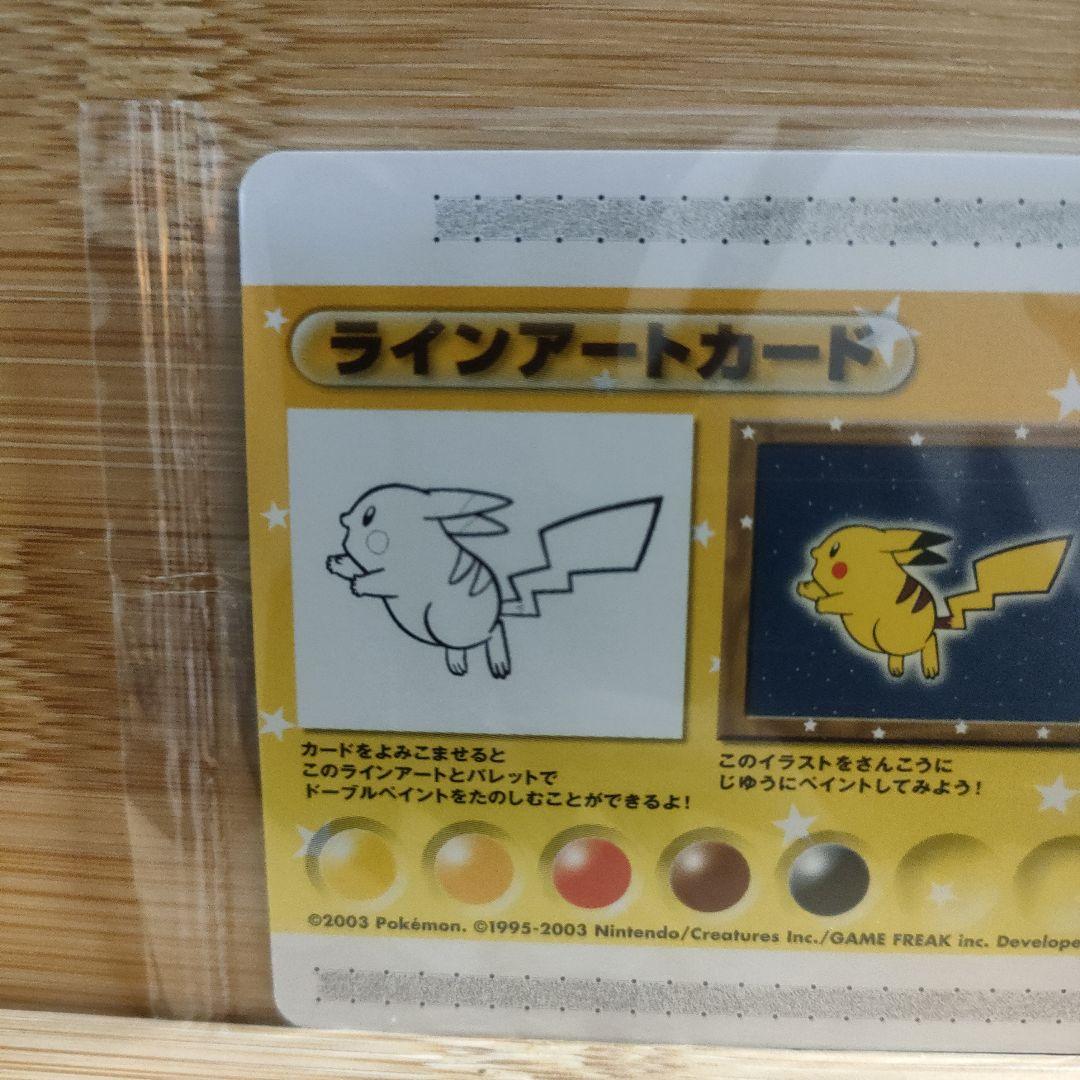 ラインアートカード
カードをよみこませると
このラインアートとパレットで
ドーブルペイントをたのしむことができるよ!
このイラストをさんこうに
じゆうにペイントしてみよう!
©2003 Pokémon. ©1995-2003 Nintendo/Creatures Inc./GAME FREAK inc. Develope